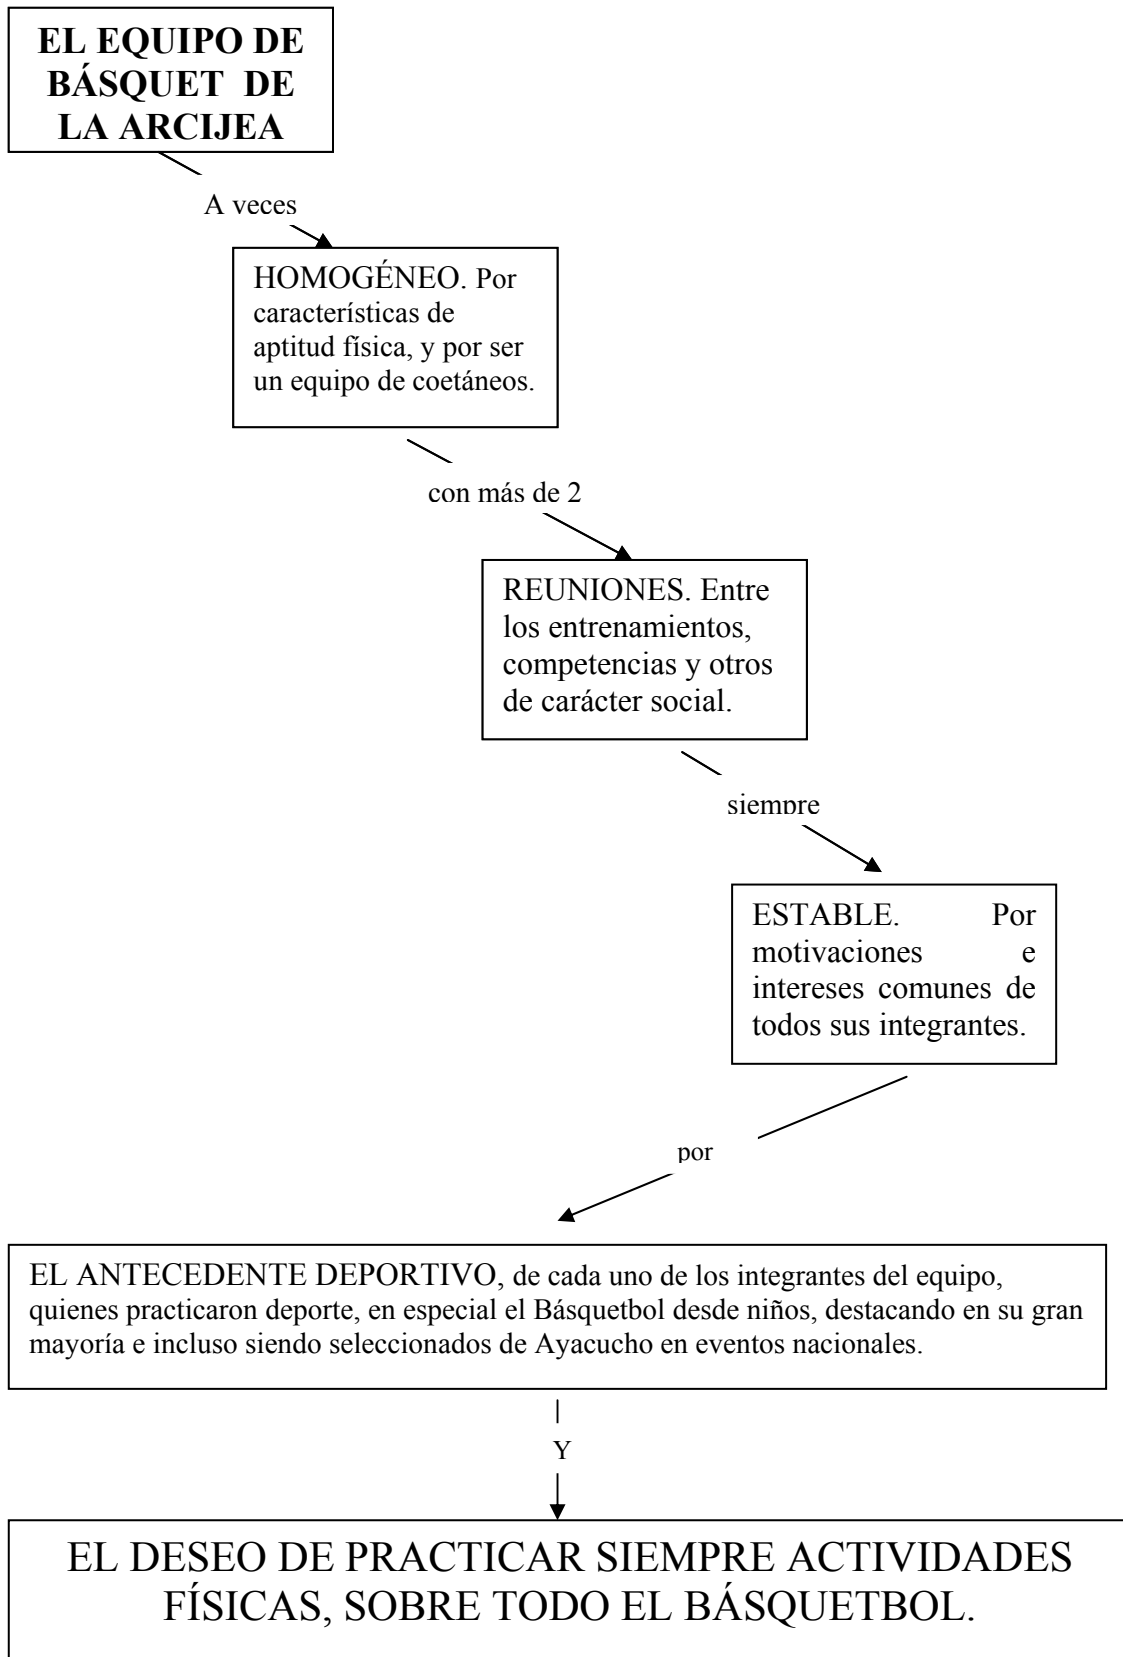 EL EQUIPO DE
BÁSQUET DE
LA ARCIJEA
A veces
HOMOGÉNEO. Por
características de
aptitud física, y por ser
un equipo de coetáneos.
con más de 2
REUNIONES. Entre
los entrenamientos,
competencias y otros
de carácter social.
siempre
ESTABLE. Por
motivaciones e
intereses comunes de
todos sus integrantes.
por
EL ANTECEDENTE DEPORTIVO, de cada uno de los integrantes del equipo,
quienes practicaron deporte, en especial el Básquetbol desde niños, destacando en su gran
mayoría e incluso siendo seleccionados de Ayacucho en eventos nacionales.
Y
EL DESEO DE PRACTICAR SIEMPRE ACTIVIDADES
FÍSICAS, SOBRE TODO EL BÁSQUETBOL.